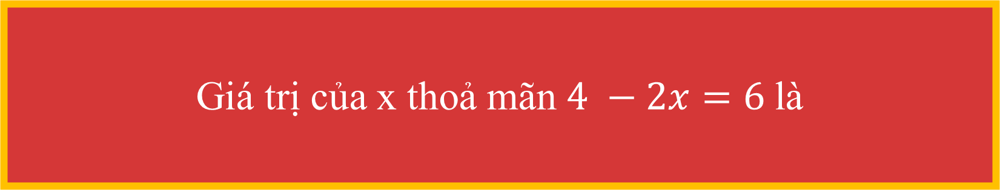 Giá trị của x thoả mãn 4 − 2x = 6 là